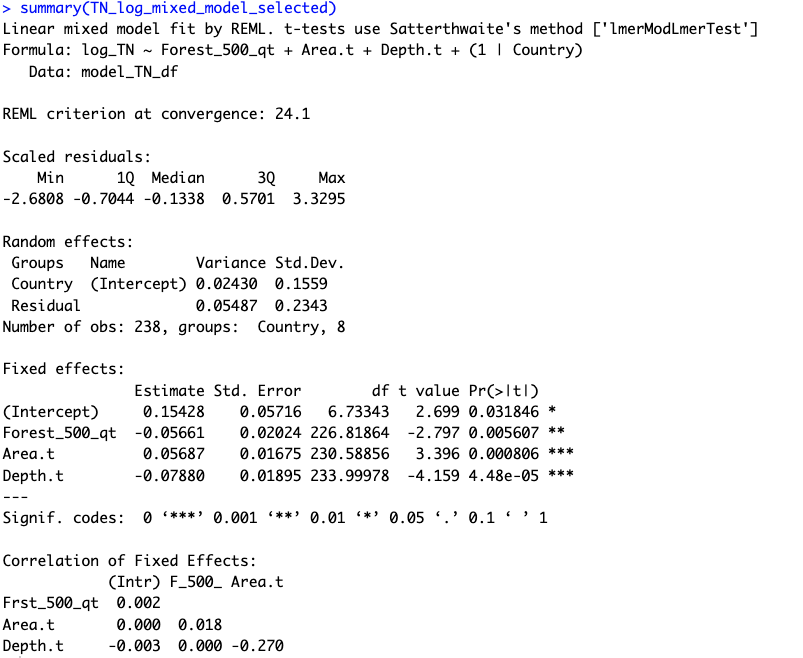 > summary(TN_log_mixed_model_selected)
Linear mixed model fit by REML. t-tests use Satterthwaite's method ['lmerModLmerTest']
Formula: log_TN ~ Forest_500_qt + Area.t + Depth.t + (1 | Country)
   Data: model_TN_df

REML criterion at convergence: 24.1

Scaled residuals:
    Min      1Q  Median      3Q     Max
-2.6808 -0.7044 -0.1338  0.5701  3.3295

Random effects:
 Groups   Name        Variance Std.Dev.
 Country  (Intercept) 0.02430  0.1559
 Residual             0.05487  0.2343
Number of obs: 238, groups:  Country, 8

Fixed effects:
               Estimate Std. Error        df t value Pr(>|t|)
(Intercept)     0.15428    0.05716   6.73343   2.699 0.031846 *
Forest_500_qt  -0.05661    0.02024 226.81864  -2.797 0.005607 **
Area.t          0.05687    0.01675 230.58856   3.396 0.000806 ***
Depth.t        -0.07880    0.01895 233.99978  -4.159 4.48e-05 ***
---
Signif. codes:  0 ‘***’ 0.001 ‘**’ 0.01 ‘*’ 0.05 ‘.’ 0.1 ‘ ’ 1

Correlation of Fixed Effects:
            (Intr) F_500_ Area.t
Frst_500_qt  0.002
Area.t       0.000  0.018
Depth.t     -0.003  0.000 -0.270